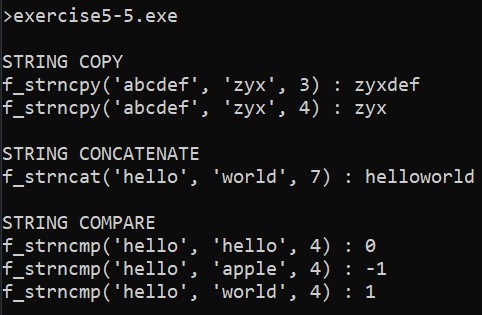 >exercise5-5.exe
STRING COPY
f_strncpy('abcdef', 'zyx', 3) : zyxdef
f_strncpy('abcdef', 'zyx', 4) : zyx
STRING CONCATENATE
f_strncat('hello', 'world', 7) : helloworld
STRING COMPARE
f_strncmp('hello', 'hello', 4) : 0
f_strncmp('hello', 'apple', 4) : -1
f_strncmp('hello', 'world', 4) : 1